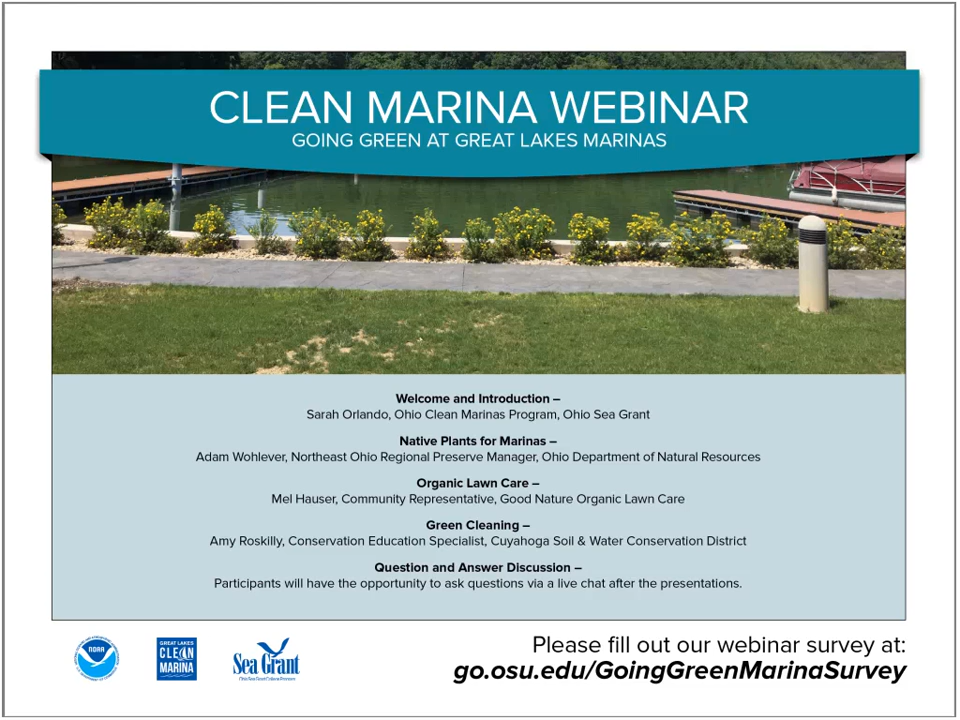 CLEAN MARINA WEBINAR
GOING GREEN AT GREAT LAKES MARINAS
Welcome and Introduction –
Sarah Orlando, Ohio Clean Marinas Program, Ohio Sea Grant
Native Plants for Marinas –
Adam Wohlever, Northeast Ohio Regional Preserve Manager, Ohio Department of Natural Resources
Organic Lawn Care –
Mel Hauser, Community Representative, Good Nature Organic Lawn Care
Green Cleaning –
Amy Roskilly, Conservation Education Specialist, Cuyahoga Soil & Water Conservation District
Question and Answer Discussion –
Participants will have the opportunity to ask questions via a live chat after the presentations.
NOAA
GREAT LAKES
CLEAN
MARINA
Sea Grant
Please fill out our webinar survey at:
go.osu.edu/GoingGreenMarinaSurvey